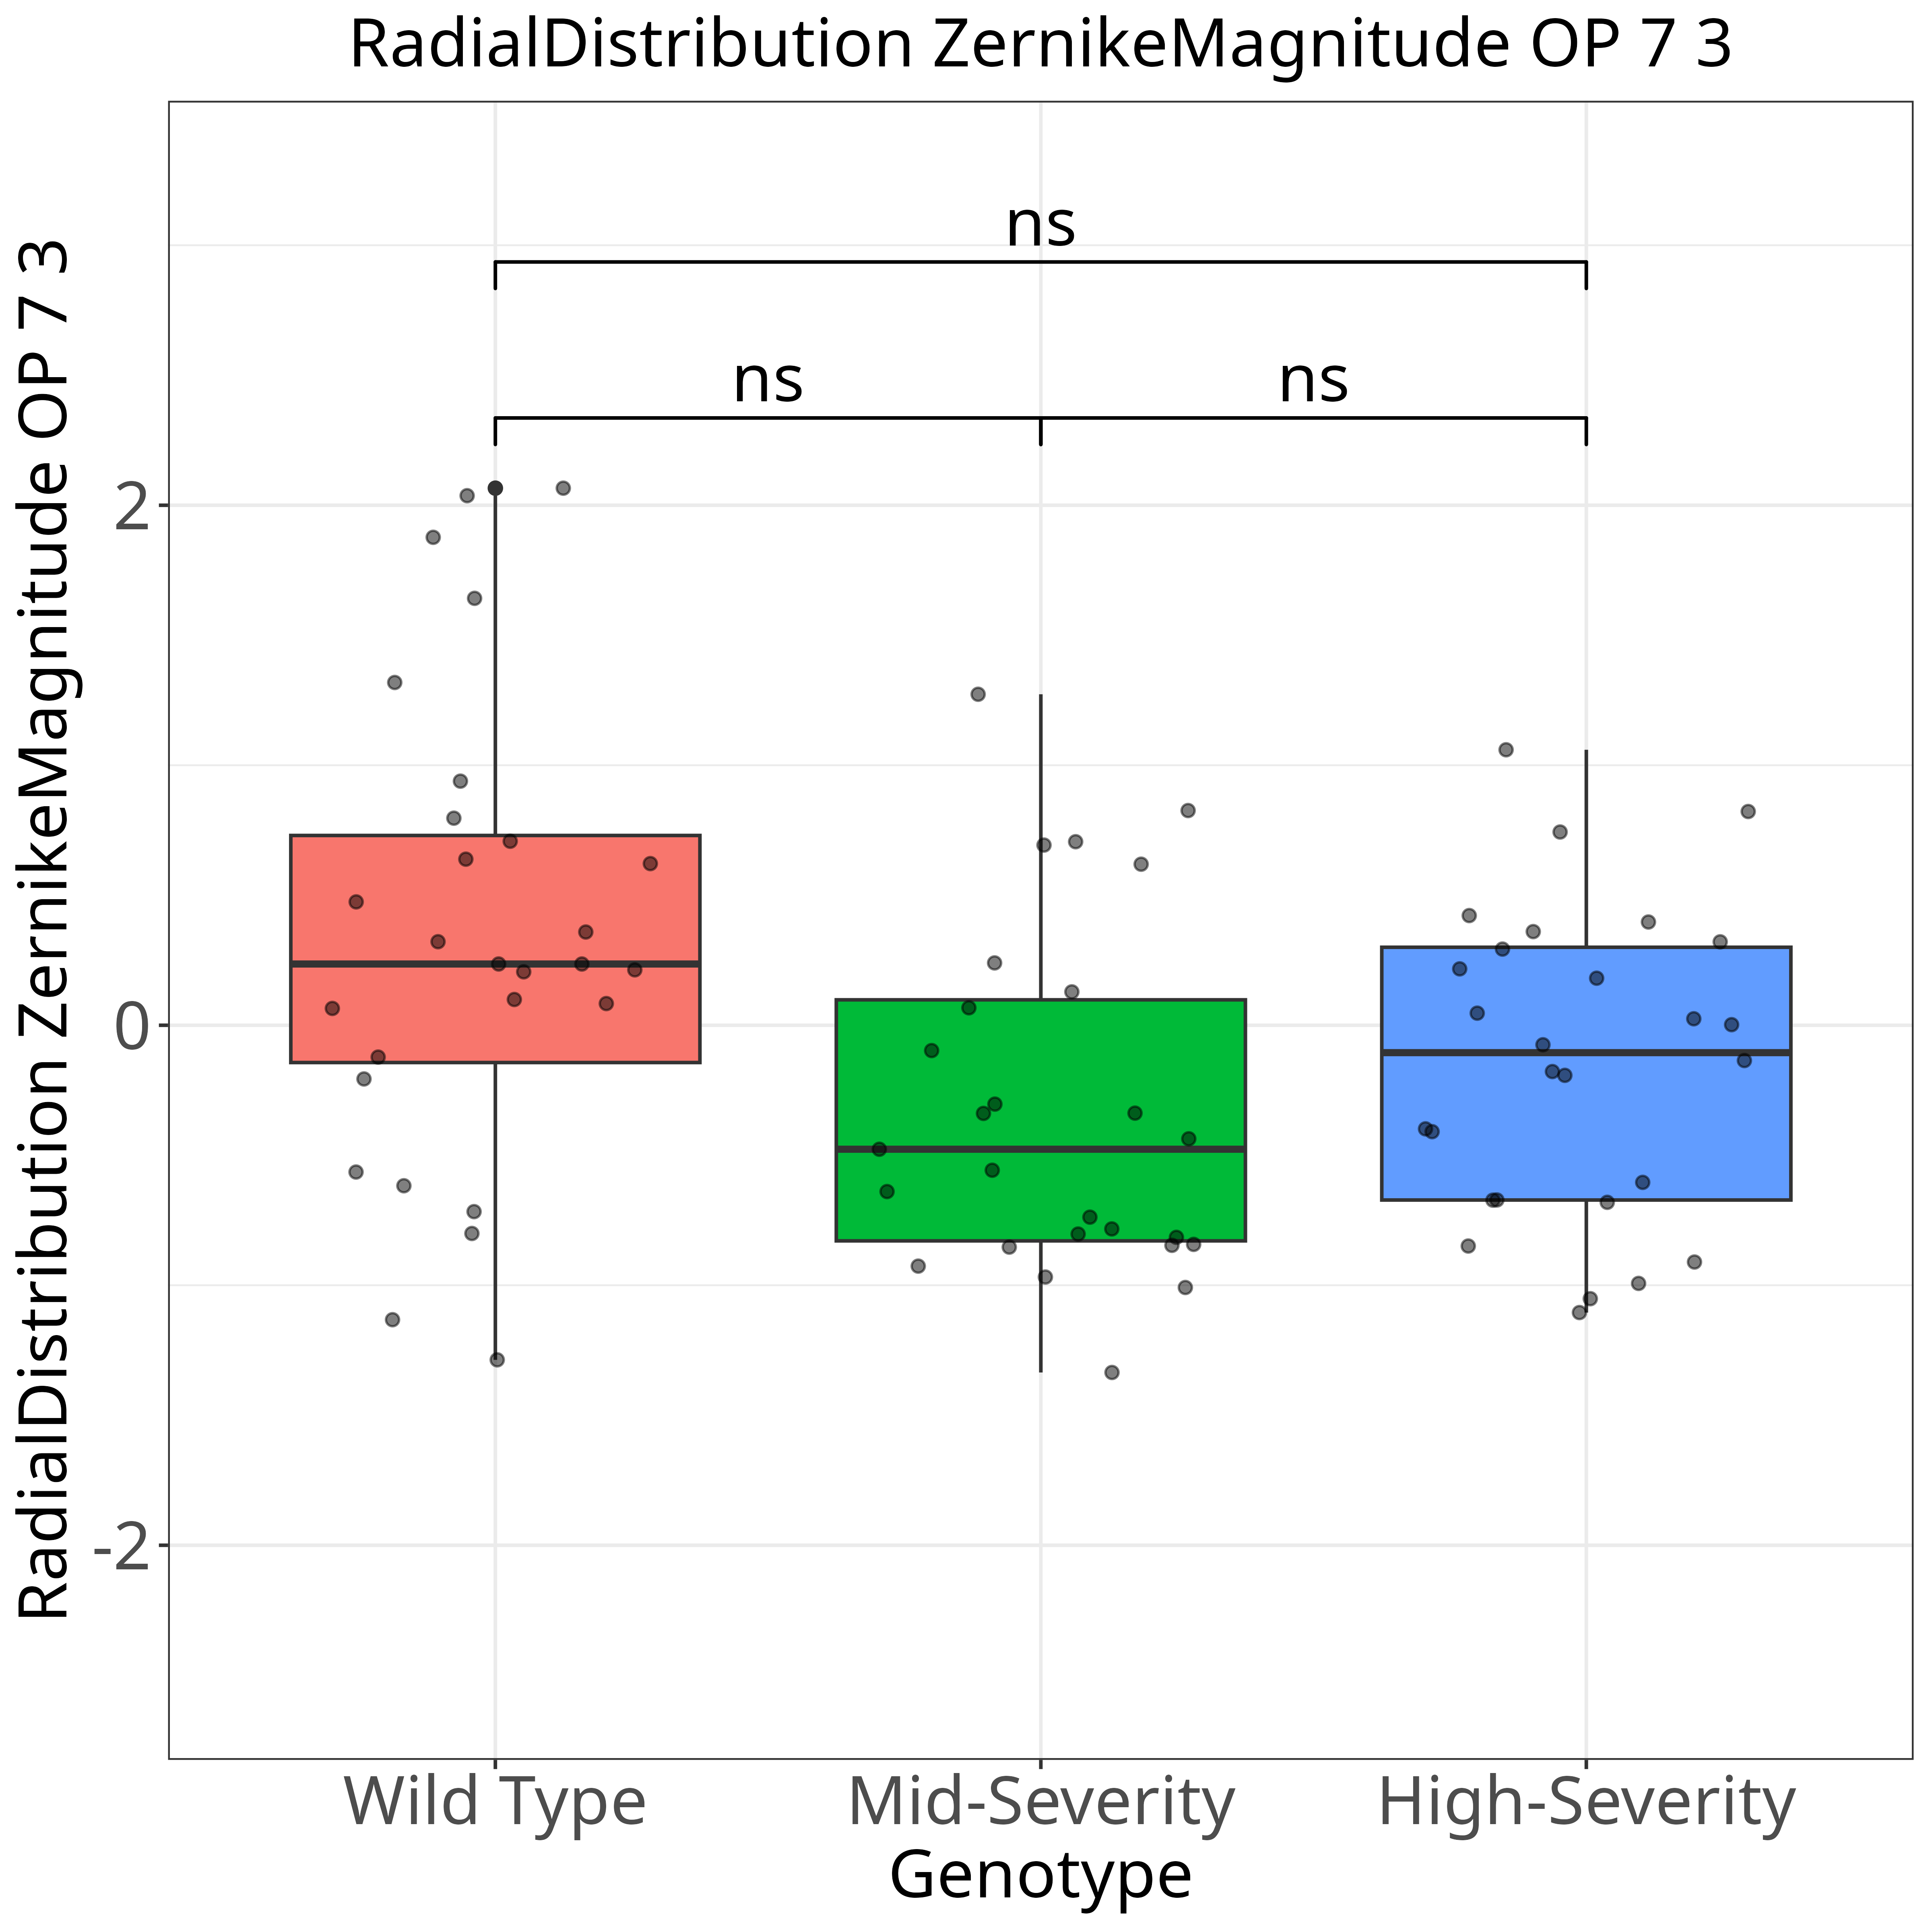 RadialDistribution ZernikeMagnitude OP 7 3
RadialDistribution ZernikeMagnitude OP 7 3
ns
ns
ns
2
0
-2
Wild Type
Mid-Severity
High-Severity
Genotype